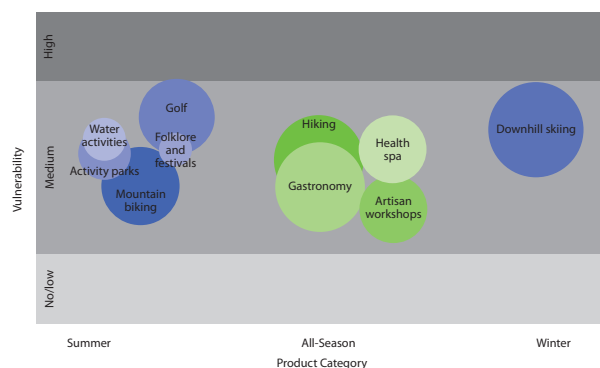 High
Vulnerability
Medium
No/low
Golf
Water
activities
Folklore
and
festivals
Activity parks
Mountain
biking
Hiking
Gastronomy
Health
spa
Artisan
workshops
Downhill skiing
Summer
All-Season
Winter
Product Category